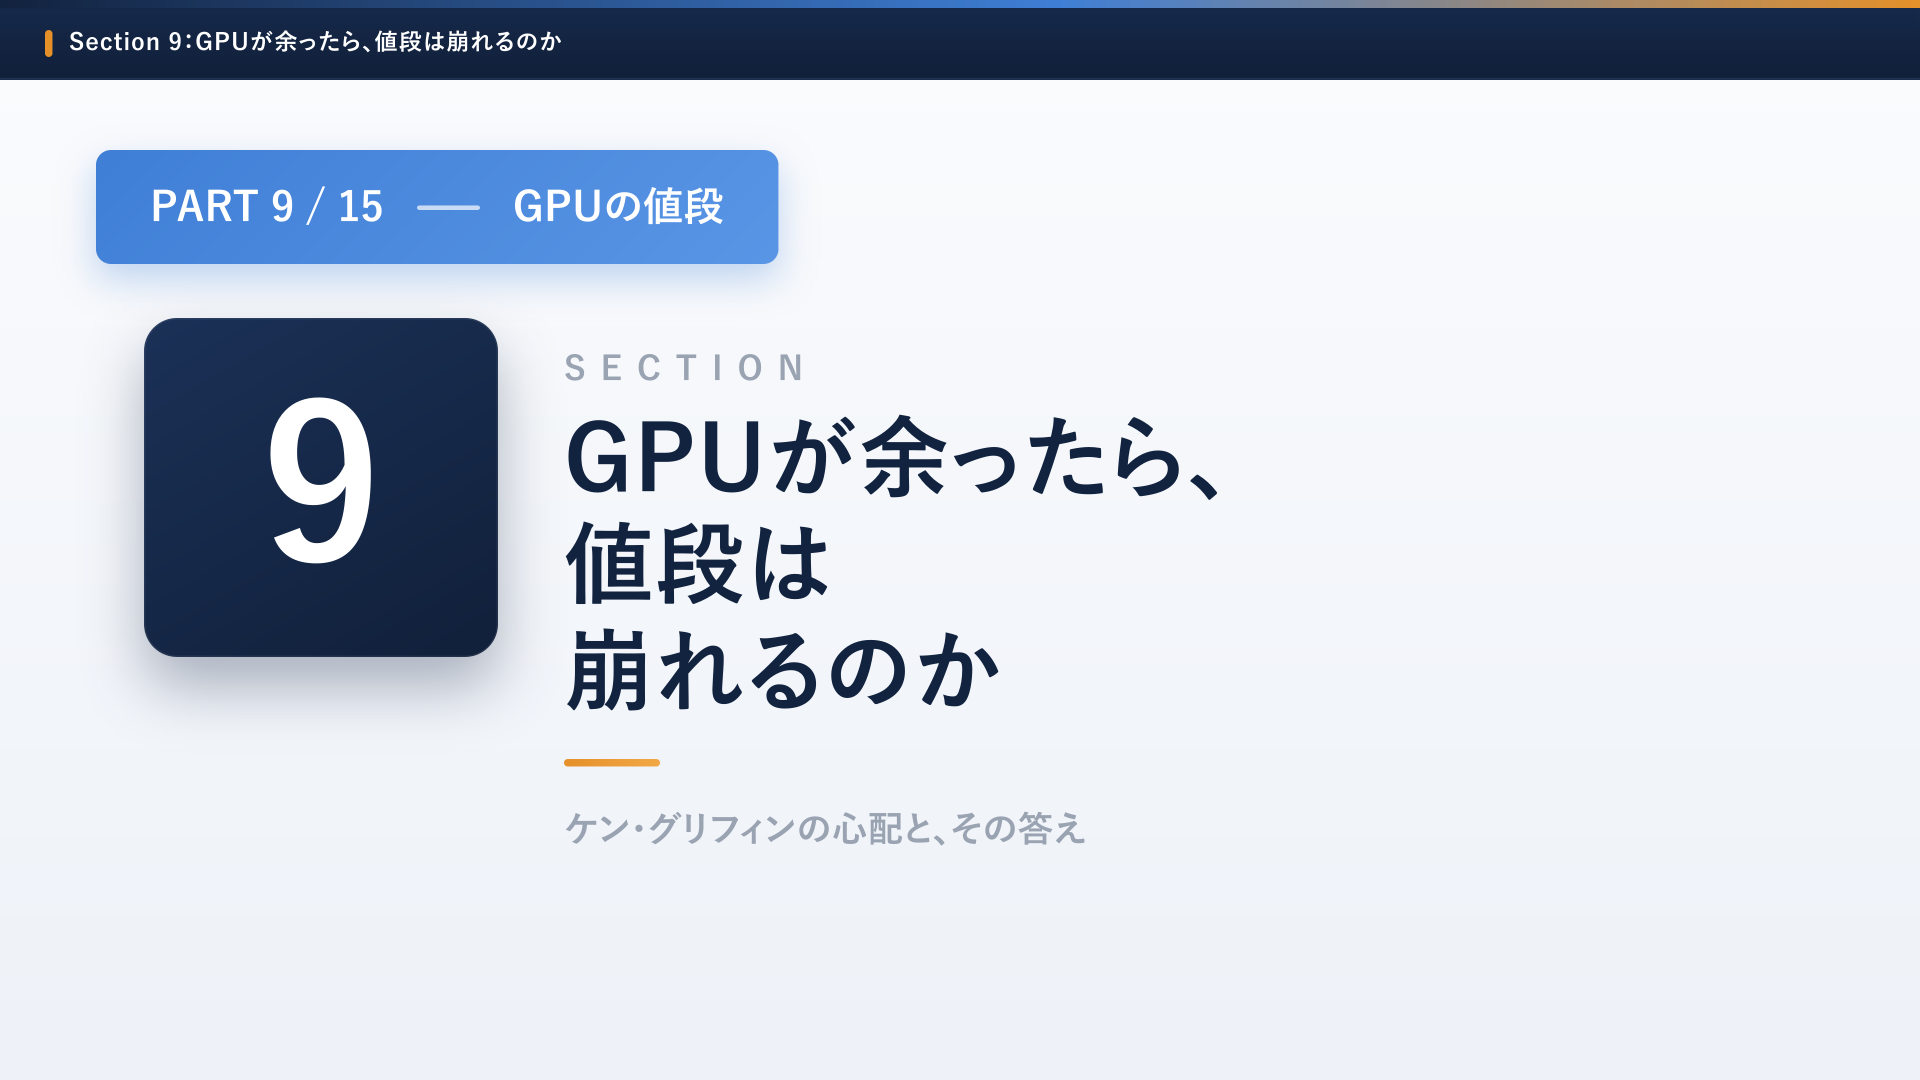 Section 9：GPUが余ったら、値段は崩れるのか
PART 9 / 15 — GPUの値段
9
SECTION
GPUが余ったら、
値段は
崩れるのか
ケン・グリフィンの心配と、その答え